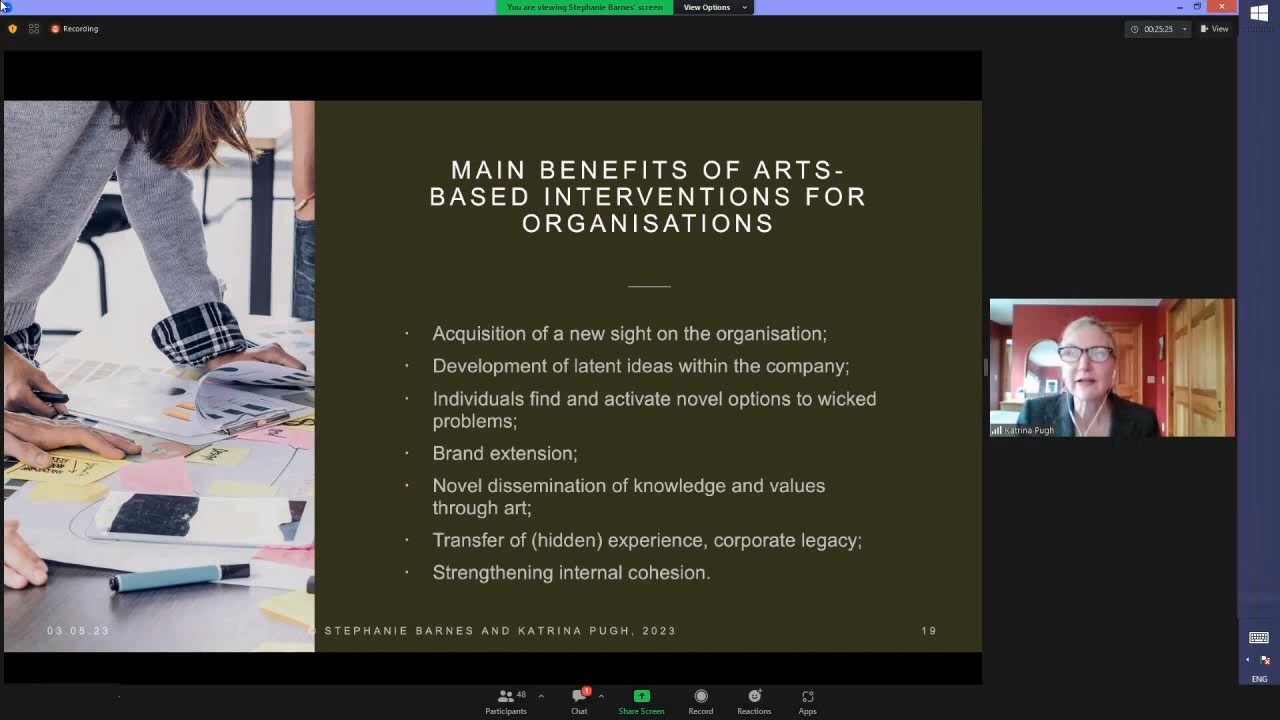 You are viewing Stephanie Barnes' screen
View Options
Recording
00:25:25
View
MAIN BENEFITS OF ARTS-
BASED INTERVENTIONS FOR
ORGANISATIONS
· Acquisition of a new sight on the organisation;
· Development of latent ideas within the company;
· Individuals find and activate novel options to wicked
problems;
· Brand extension;
· Novel dissemination of knowledge and values
through art;
· Transfer of (hidden) experience, corporate legacy;
· Strengthening internal cohesion.
03.05.23
© STEPHANIE BARNES AND KATRINA PUGH, 2023
19
Katrina Pugh
48
Participants
1
Chat
Share Screen
Record
Reactions
Apps
ENG